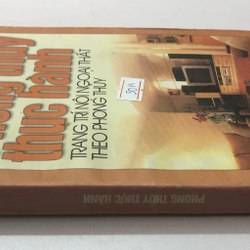 thực hành
TRANG TRÍ NỘI NGOẠI THẤT
THEO PHONG THỦY
PHONG THỦY THỰC HÀNH